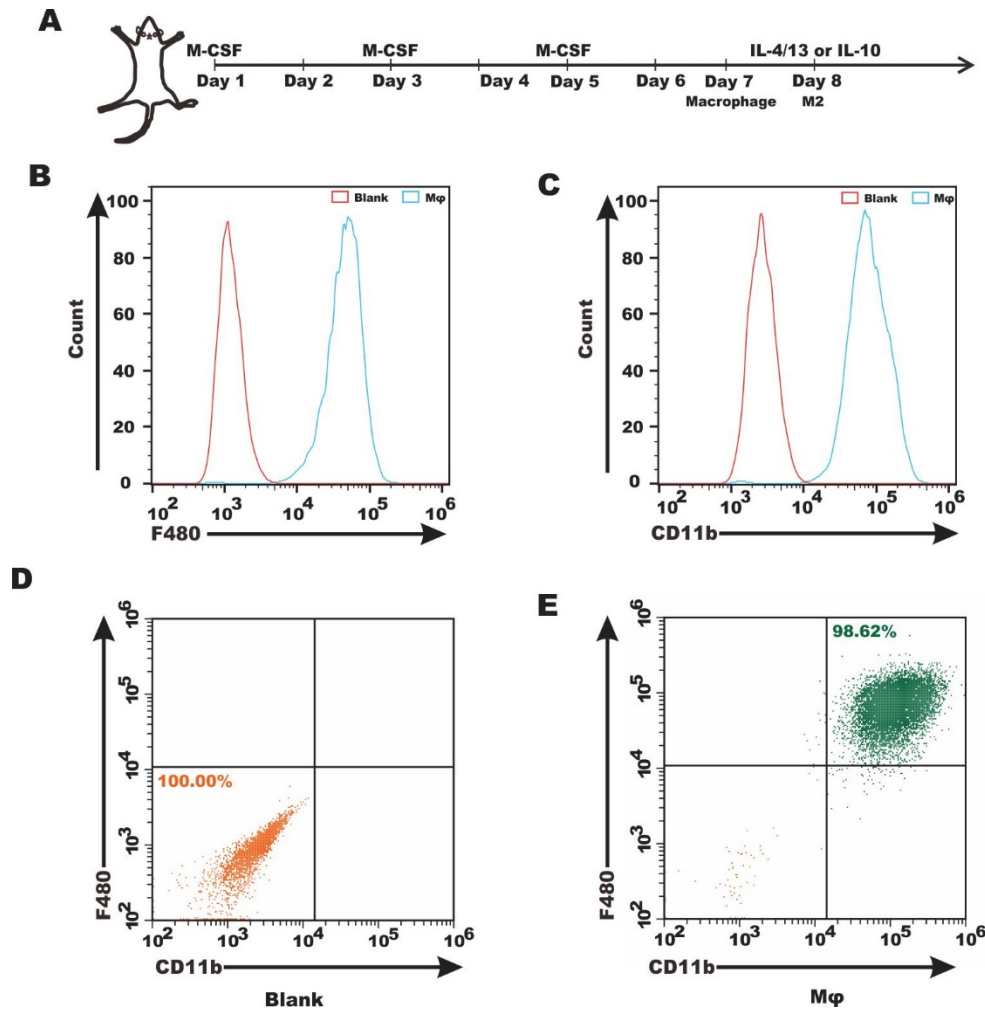 A
M-CSF M-CSF M-CSF IL-4/13 or IL-10
Day 1 Day 2 Day 3 Day 4 Day 5 Day 6 Day 7 Day 8
Macrophage M2
B
Blank Mφ
100
80
60
40
20
0
Count
10² 10³ 10⁴ 10⁵ 10⁶
F480
C
Blank Mφ
100
80
60
40
20
0
Count
10² 10³ 10⁴ 10⁵ 10⁶
CD11b
D
10⁶
10⁵
10⁴
10³
10²
F480
100.00%
10² 10³ 10⁴ 10⁵ 10⁶
CD11b
Blank
E
10⁶
10⁵
10⁴
10³
10²
F480
98.62%
10² 10³ 10⁴ 10⁵ 10⁶
CD11b
Mφ